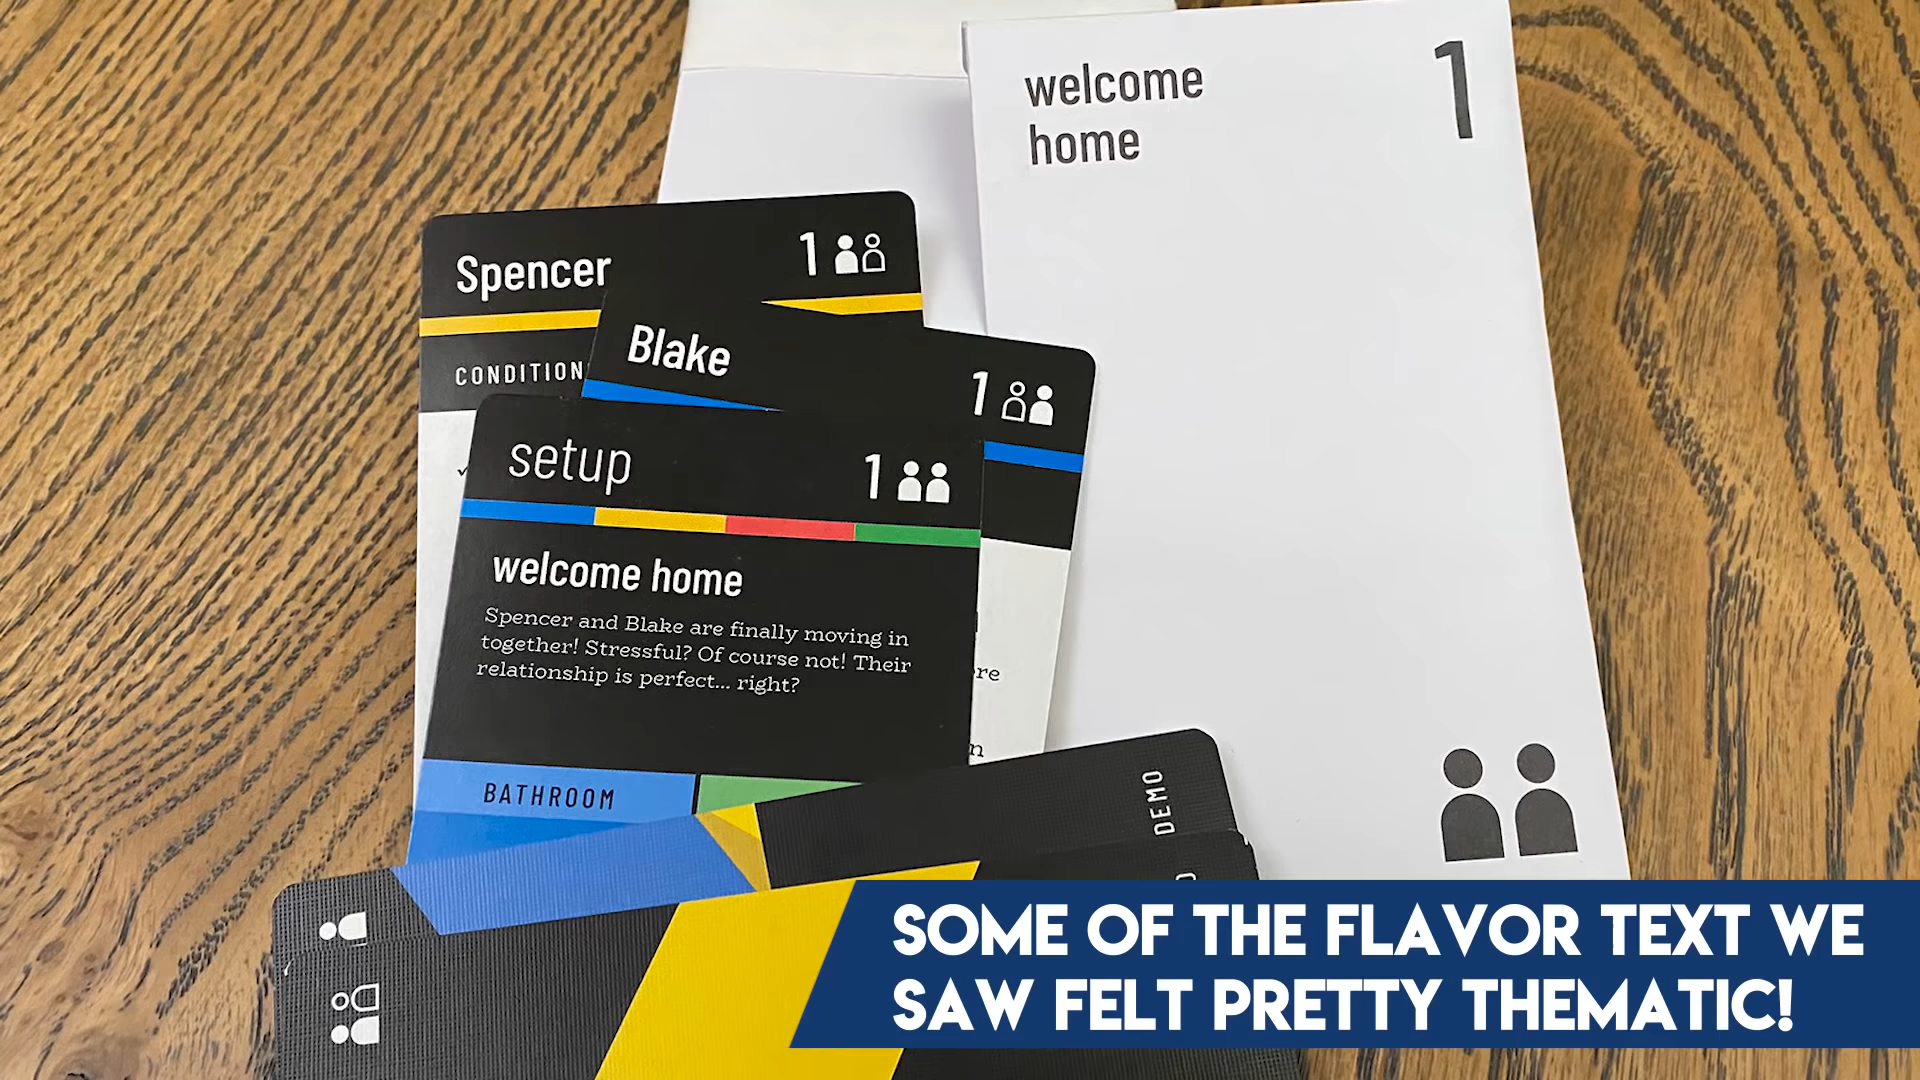 welcome
home
1
Spencer
1
CONDITION
Blake
1
setup
1
welcome home
Spencer and Blake are finally moving in
together! Stressful? Of course not! Their
relationship is perfect... right?
BATHROOM
DEMO
SOME OF THE FLAVOR TEXT WE
SAW FELT PRETTY THEMATIC!